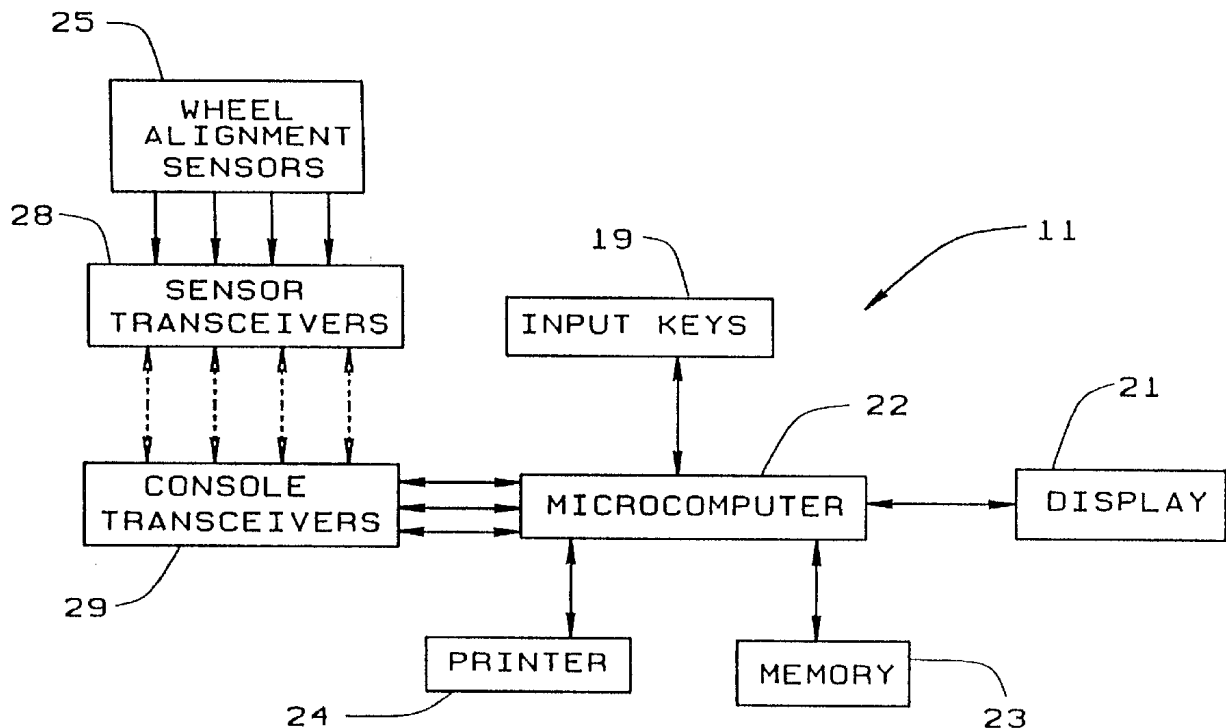 25
WHEEL
ALIGNMENT
SENSORS
28
SENSOR
TRANSCEIVERS
19
INPUT KEYS
11
22
21
CONSOLE
TRANSCEIVERS
MICROCOMPUTER
DISPLAY
29
PRINTER
MEMORY
24
23